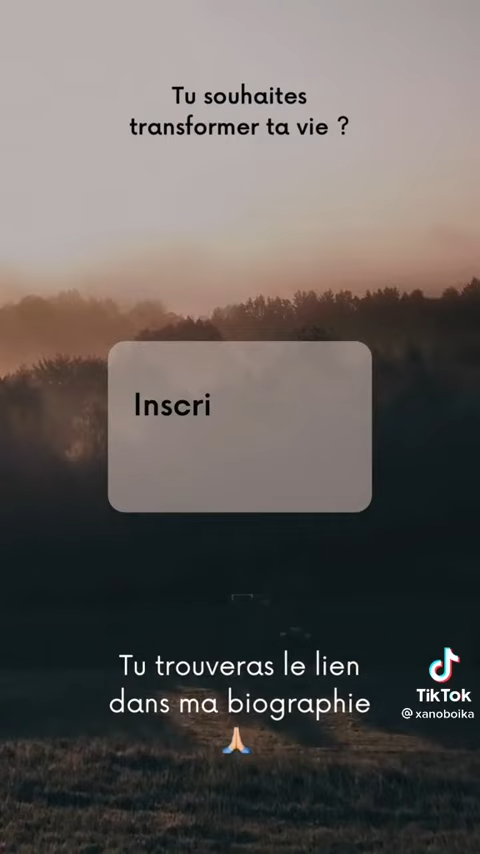 Tu souhaites
transformer ta vie ?
Inscri
Tu trouveras le lien
dans ma biographie
🙏🏻
TikTok
@xanoboika